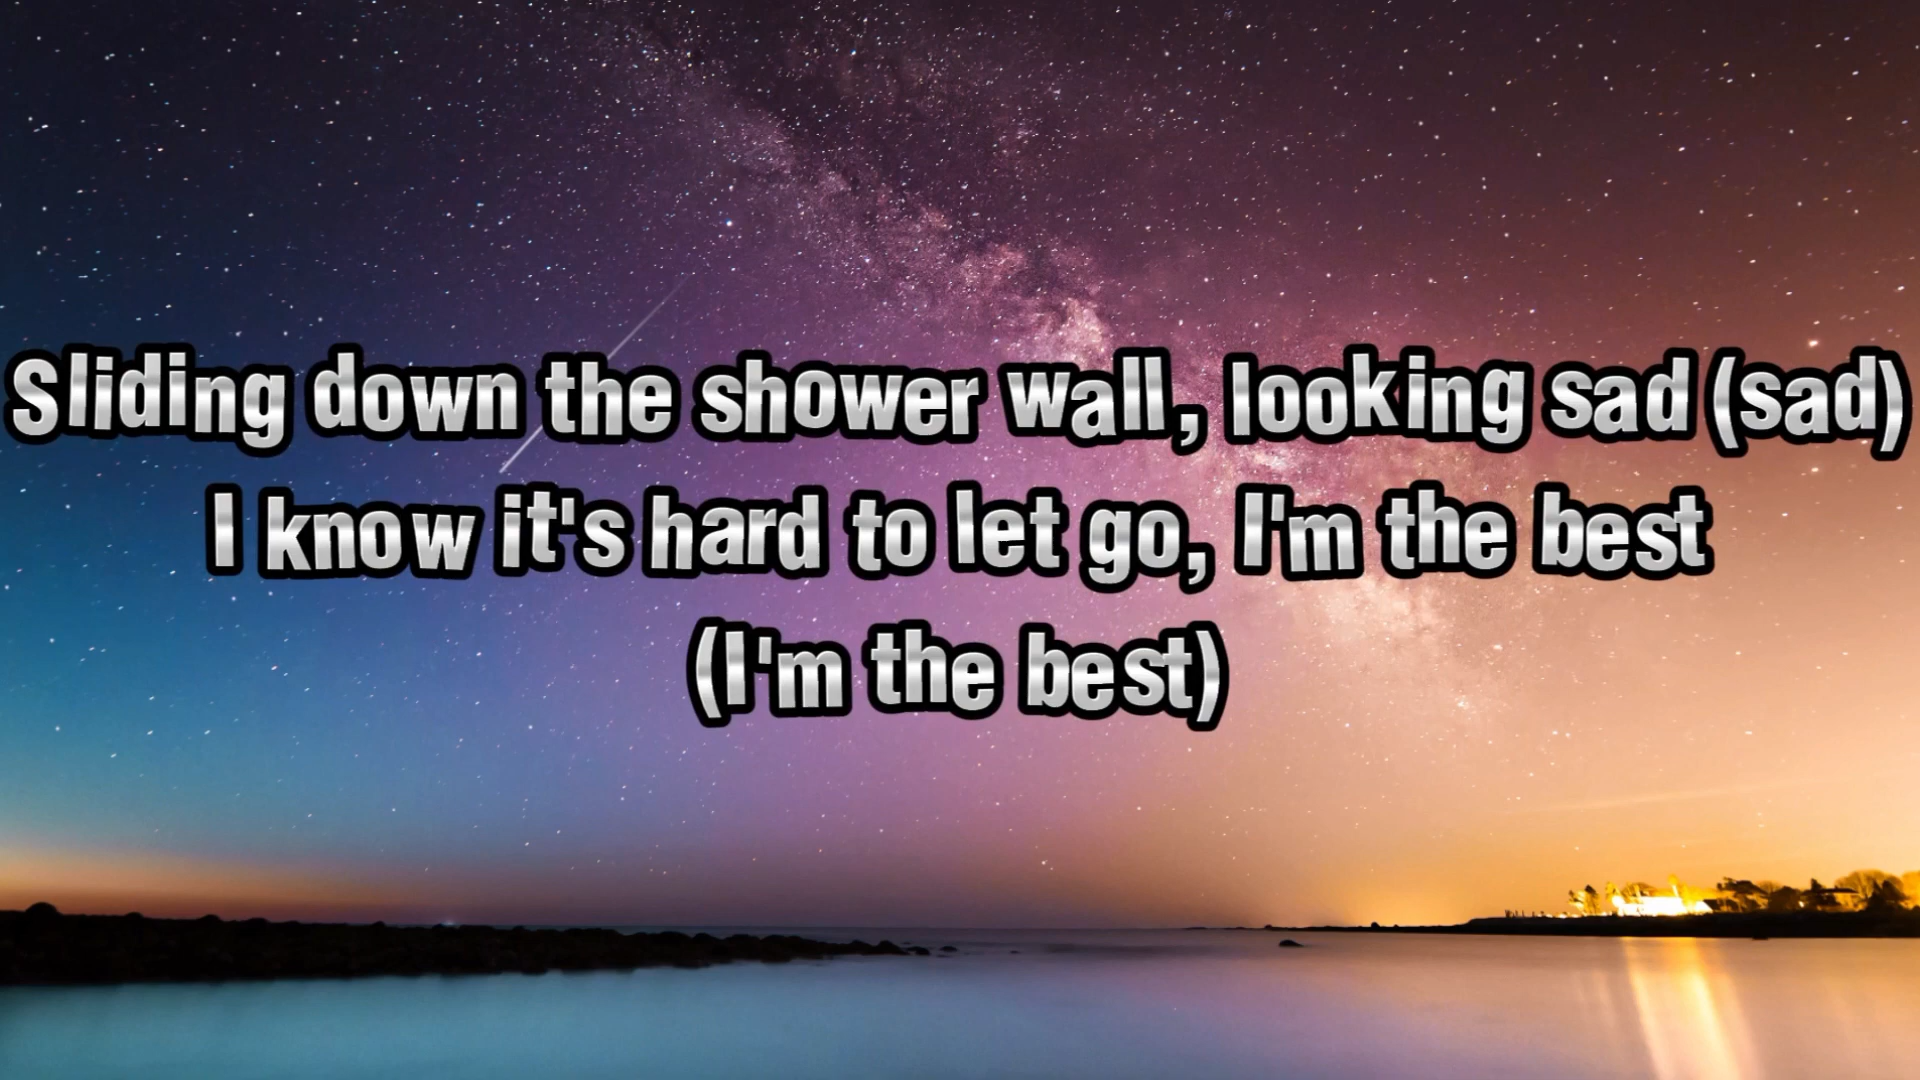 Sliding down the shower wall, looking sad (sad)
I know it's hard to let go, I'm the best
(I'm the best)